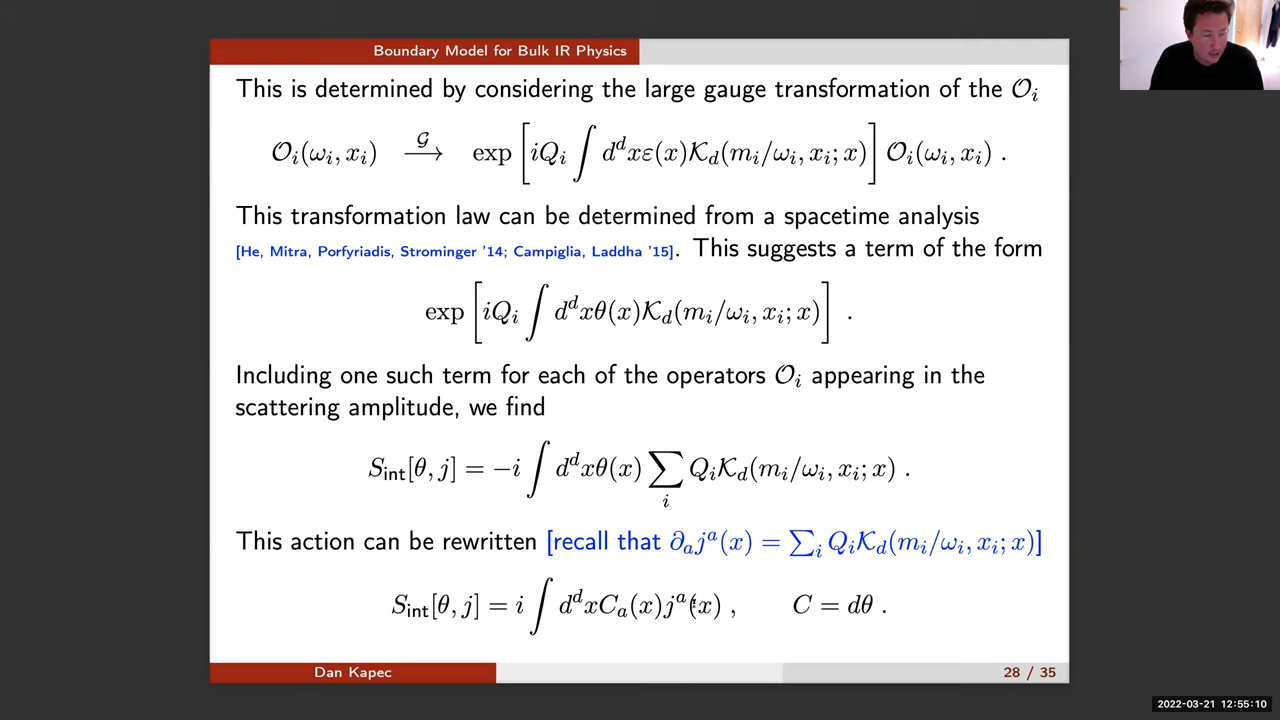 Boundary Model for Bulk IR Physics
This is determined by considering the large gauge transformation of the 𝒪ᵢ
𝒪ᵢ(ωᵢ, xᵢ) —𝒢→ exp [iQᵢ ∫ dᵈxε(x)𝒦_d(mᵢ/ωᵢ, xᵢ; x)] 𝒪ᵢ(ωᵢ, xᵢ) .
This transformation law can be determined from a spacetime analysis
[He, Mitra, Porfyriadis, Strominger '14; Campiglia, Laddha '15]. This suggests a term of the form
exp [iQᵢ ∫ dᵈxθ(x)𝒦_d(mᵢ/ωᵢ, xᵢ; x)] .
Including one such term for each of the operators 𝒪ᵢ appearing in the
scattering amplitude, we find
S_int[θ, j] = −i ∫ dᵈxθ(x) ∑ᵢ Qᵢ𝒦_d(mᵢ/ωᵢ, xᵢ; x) .
This action can be rewritten [recall that ∂ₐjᵃ(x) = ∑ᵢ Qᵢ𝒦_d(mᵢ/ωᵢ, xᵢ; x)]
S_int[θ, j] = i ∫ dᵈxCₐ(x)jᵃ(x) , C = dθ .
Dan Kapec
28 / 35
2022-03-21 12:55:10